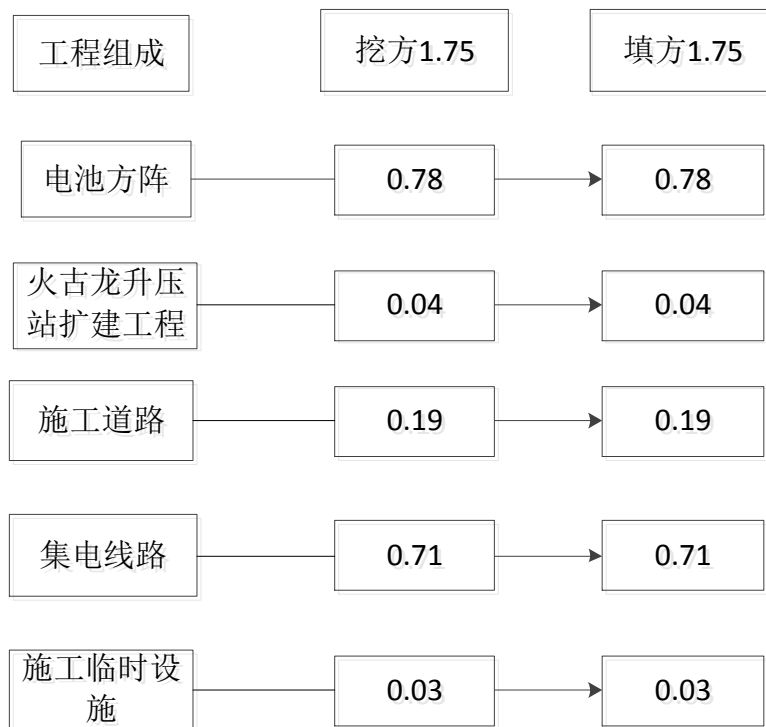 工程组成
挖方1.75
填方1.75
电池方阵
0.78
0.78
火古龙升压
站扩建工程
0.04
0.04
施工道路
0.19
0.19
集电线路
0.71
0.71
施工临时设
施
0.03
0.03